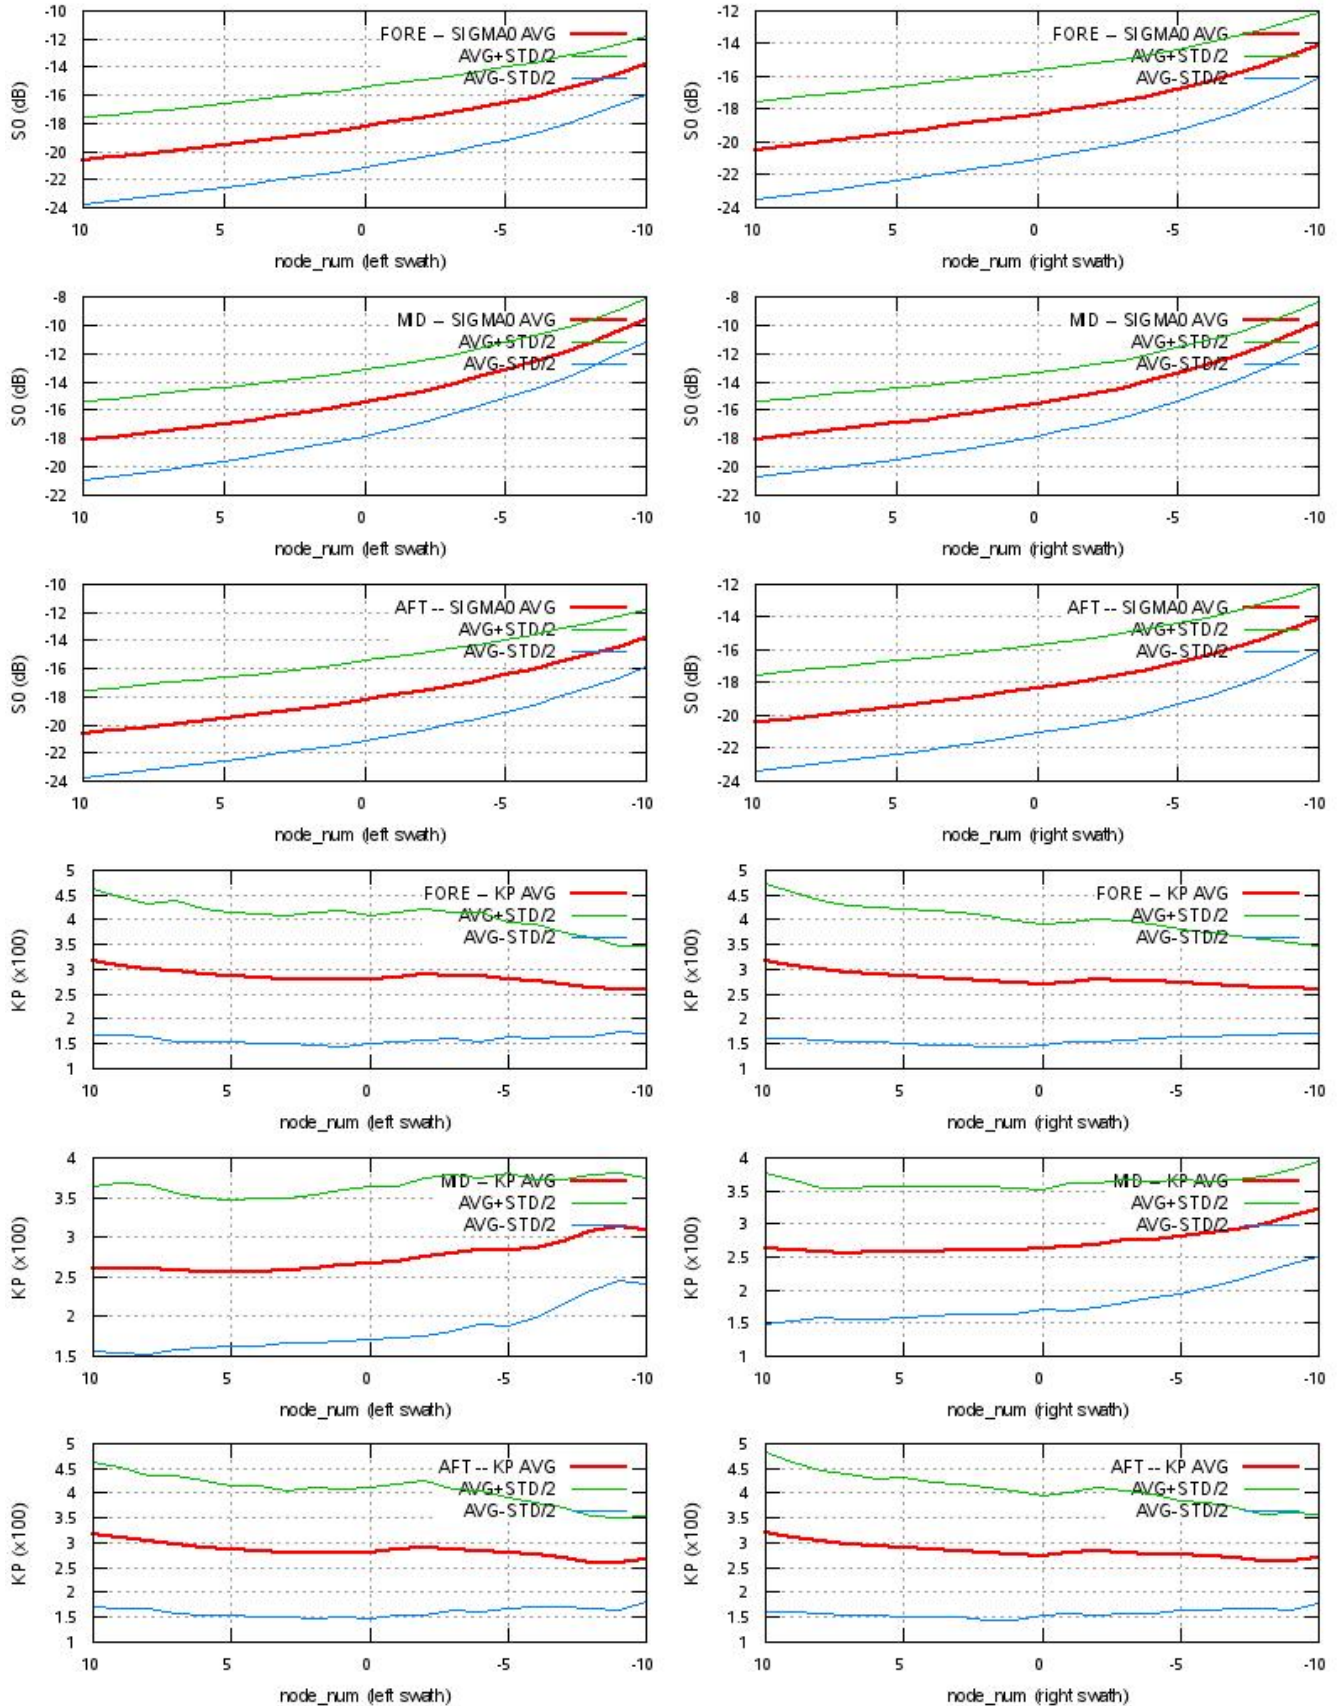 -10
-12
-14
-16
-18
-20
-22
-24
S0 (dB)
FORE -- SIGMA0 AVG
AVG+STD/2
AVG-STD/2
10 5 0 -5 -10
node_num (left swath)
-12
-14
-16
-18
-20
-22
-24
S0 (dB)
FORE -- SIGMA0 AVG
AVG+STD/2
AVG-STD/2
10 5 0 -5 -10
node_num (right swath)
-8
-10
-12
-14
-16
-18
-20
-22
S0 (dB)
MID -- SIGMA0 AVG
AVG+STD/2
AVG-STD/2
10 5 0 -5 -10
node_num (left swath)
-8
-10
-12
-14
-16
-18
-20
-22
S0 (dB)
MID -- SIGMA0 AVG
AVG+STD/2
AVG-STD/2
10 5 0 -5 -10
node_num (right swath)
-10
-12
-14
-16
-18
-20
-22
-24
S0 (dB)
AFT -- SIGMA0 AVG
AVG+STD/2
AVG-STD/2
10 5 0 -5 -10
node_num (left swath)
-12
-14
-16
-18
-20
-22
-24
S0 (dB)
AFT -- SIGMA0 AVG
AVG+STD/2
AVG-STD/2
10 5 0 -5 -10
node_num (right swath)
5
4.5
4
3.5
3
2.5
2
1.5
1
KP (x100)
FORE -- KP AVG
AVG+STD/2
AVG-STD/2
10 5 0 -5 -10
node_num (left swath)
5
4.5
4
3.5
3
2.5
2
1.5
1
KP (x100)
FORE -- KP AVG
AVG+STD/2
AVG-STD/2
10 5 0 -5 -10
node_num (right swath)
4
3.5
3
2.5
2
1.5
KP (x100)
MID -- KP AVG
AVG+STD/2
AVG-STD/2
10 5 0 -5 -10
node_num (left swath)
4
3.5
3
2.5
2
1.5
1
KP (x100)
MID -- KP AVG
AVG+STD/2
AVG-STD/2
10 5 0 -5 -10
node_num (right swath)
5
4.5
4
3.5
3
2.5
2
1.5
1
KP (x100)
AFT -- KP AVG
AVG+STD/2
AVG-STD/2
10 5 0 -5 -10
node_num (left swath)
5
4.5
4
3.5
3
2.5
2
1.5
1
KP (x100)
AFT -- KP AVG
AVG+STD/2
AVG-STD/2
10 5 0 -5 -10
node_num (right swath)